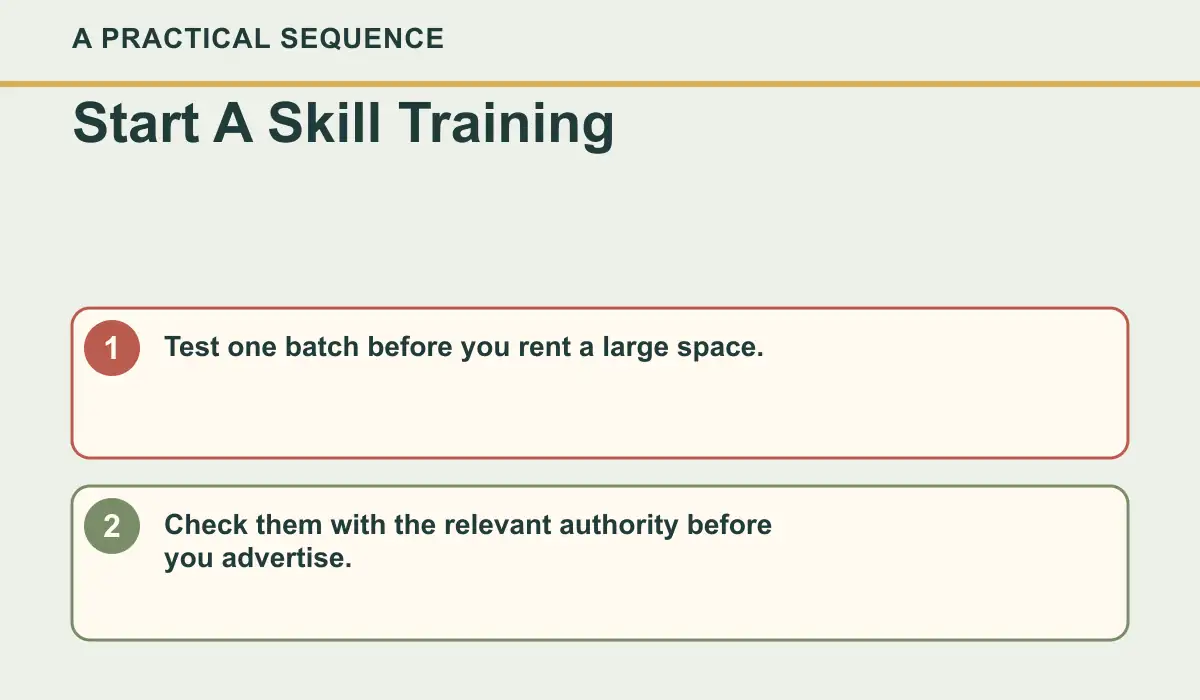 A PRACTICAL SEQUENCE
Start A Skill Training
1
Test one batch before you rent a large space.
2
Check them with the relevant authority before
you advertise.